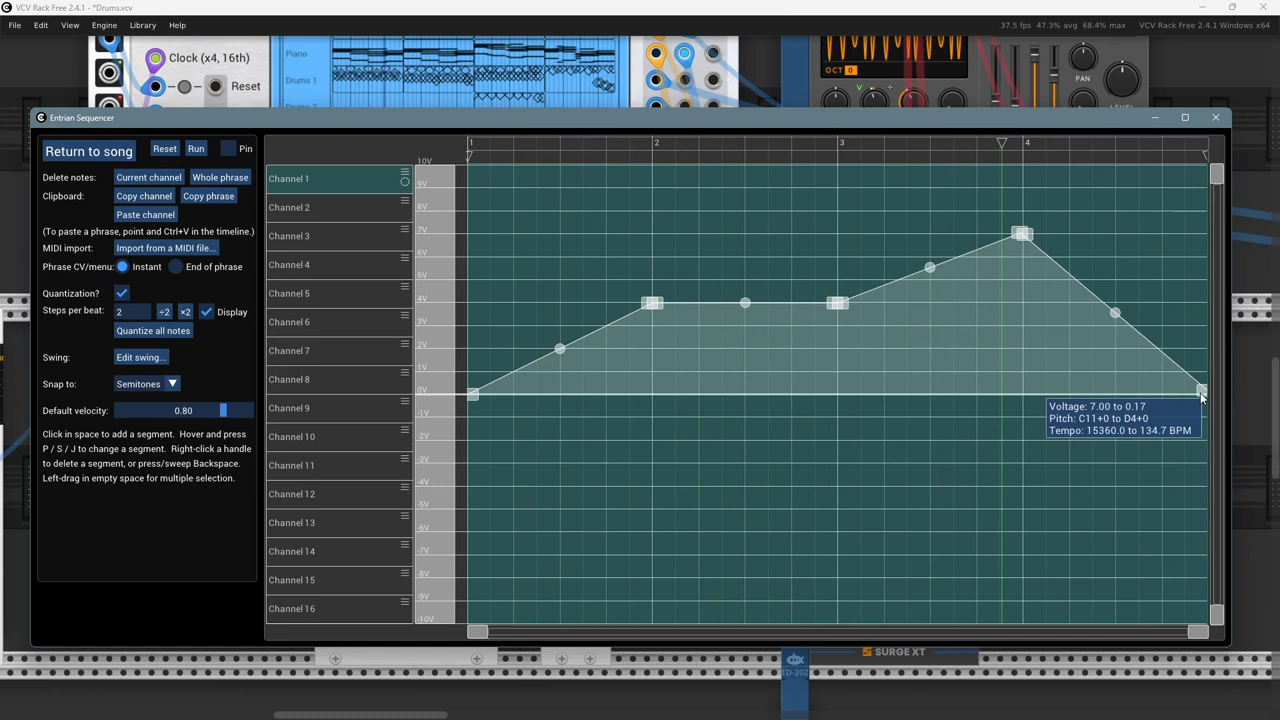 VCV Rack Free 2.4.1 - *Drums.vcv
File Edit View Engine Library Help
37.5 fps 47.3% avg 68.4% max VCV Rack Free 2.4.1 Windows x64
Clock (x4, 16th)
Reset
Piano
Drums 1
OCT 0
PAN
Entrian Sequencer
Return to song
Reset
Run
Pin
Delete notes: Current channel Whole phrase
Clipboard: Copy channel Copy phrase
Paste channel
(To paste a phrase, point and Ctrl+V in the timeline.)
MIDI import: Import from a MIDI file...
Phrase CV/menu: Instant End of phrase
Quantization?
Steps per beat: 2 ÷2 ×2 Display
Quantize all notes
Swing: Edit swing...
Snap to: Semitones
Default velocity: 0.80
Click in space to add a segment. Hover and press
P / S / J to change a segment. Right-click a handle
to delete a segment, or press/sweep Backspace.
Left-drag in empty space for multiple selection.
1 2 3 4
Channel 1
Channel 2
Channel 3
Channel 4
Channel 5
Channel 6
Channel 7
Channel 8
Channel 9
Channel 10
Channel 11
Channel 12
Channel 13
Channel 14
Channel 15
Channel 16
10V
9V
8V
7V
6V
5V
4V
3V
2V
1V
0V
-1V
-2V
-3V
-4V
-5V
-6V
-7V
-8V
-9V
-10V
Voltage: 7.00 to 0.17
Pitch: C11+0 to D4+0
Tempo: 15360.0 to 134.7 BPM
SURGE XT
TD-202